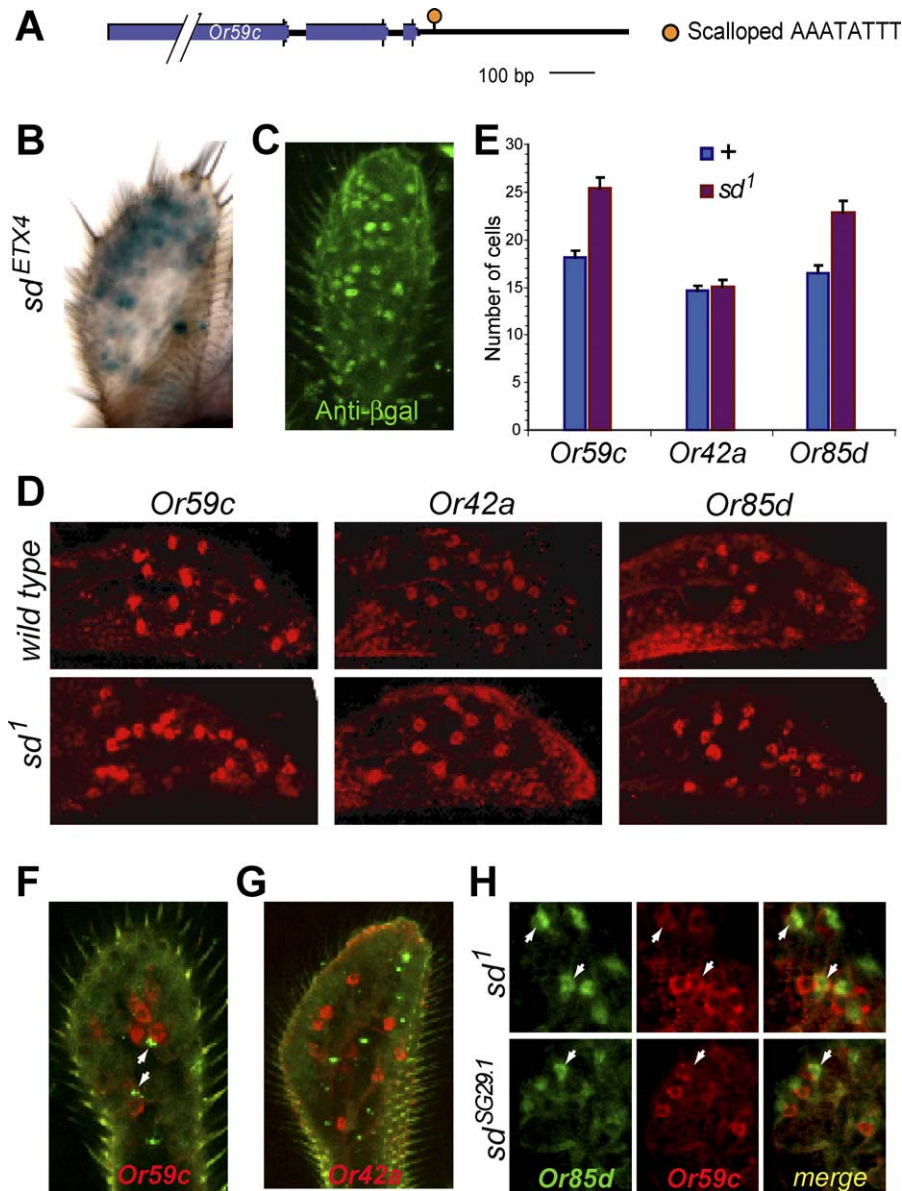 A
Or59c
Scalloped AAATATTT
100 bp
B
sdETX4
C
Anti-βgal
E
+
sd1
Number of cells
30
25
20
15
10
5
0
Or59c Or42a Or85d
D
Or59c Or42a Or85d
wild type
sd1
F
Or59c
G
Or42a
H
sd1
sdSG29.1
Or85d Or59c merge